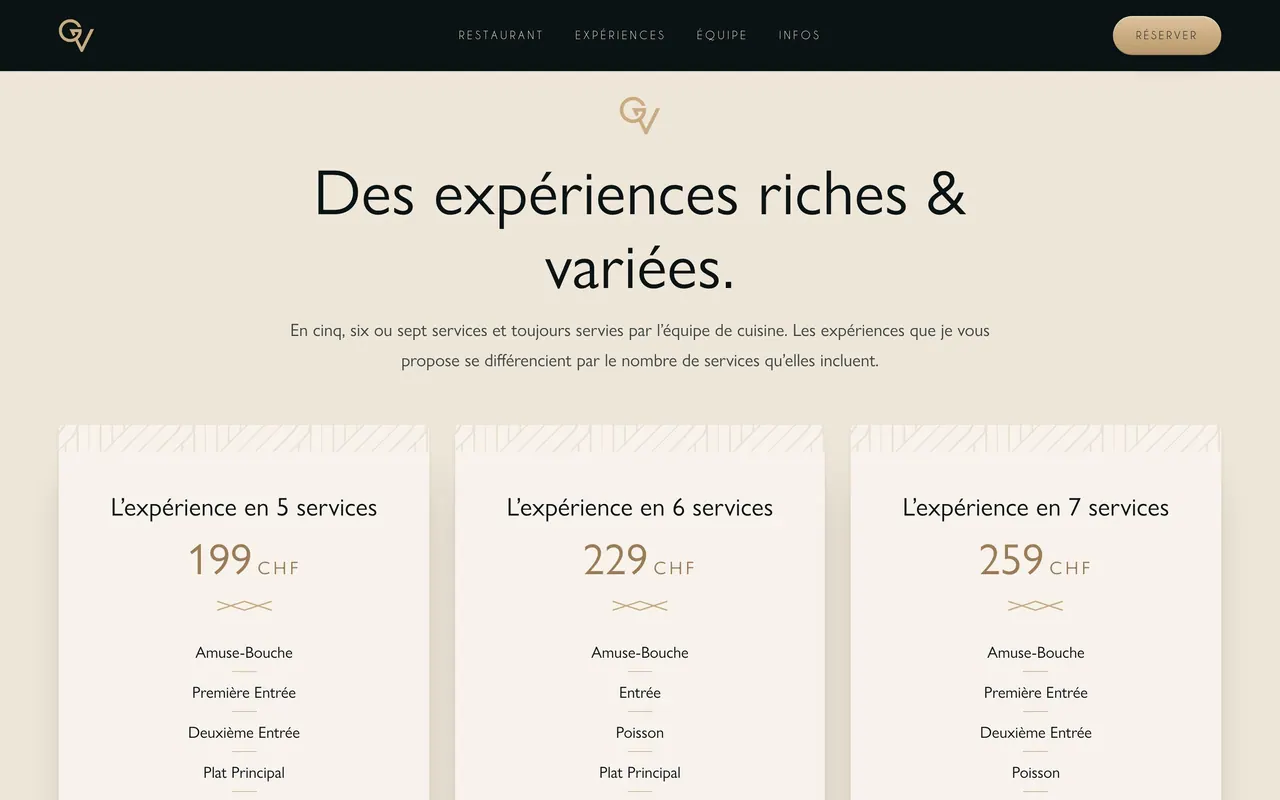 GV
RESTAURANT EXPÉRIENCES ÉQUIPE INFOS
RÉSERVER
GV
Des expériences riches &
variées.
En cinq, six ou sept services et toujours servies par l'équipe de cuisine. Les expériences que je vous
propose se différencient par le nombre de services qu'elles incluent.
L'expérience en 5 services
199 CHF
Amuse-Bouche
Première Entrée
Deuxième Entrée
Plat Principal
L'expérience en 6 services
229 CHF
Amuse-Bouche
Entrée
Poisson
Plat Principal
L'expérience en 7 services
259 CHF
Amuse-Bouche
Première Entrée
Deuxième Entrée
Poisson